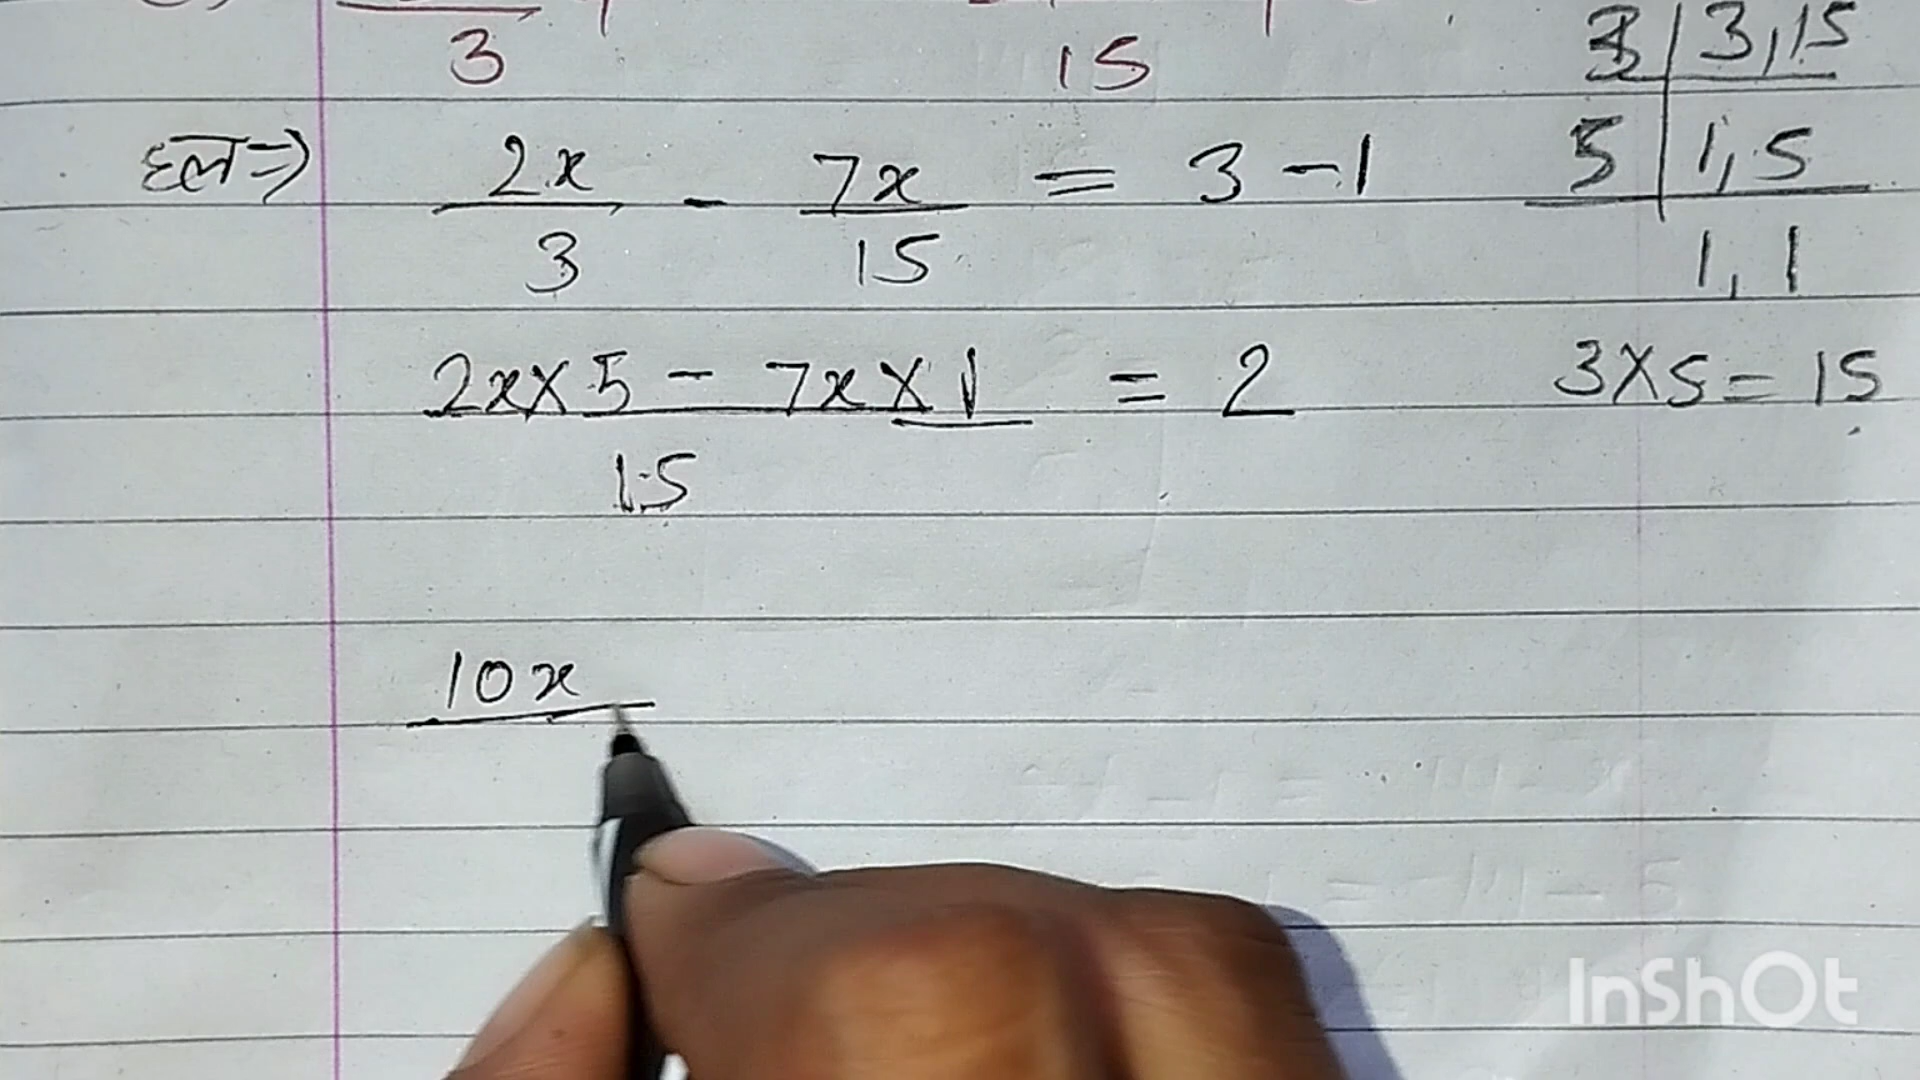 3 15
3 | 3, 15
हल ⇒ 2x/3 - 7x/15 = 3 - 1
5 | 1, 5
1, 1
2x×5 - 7x×1 / 15 = 2
3×5 = 15
10x
InShOt